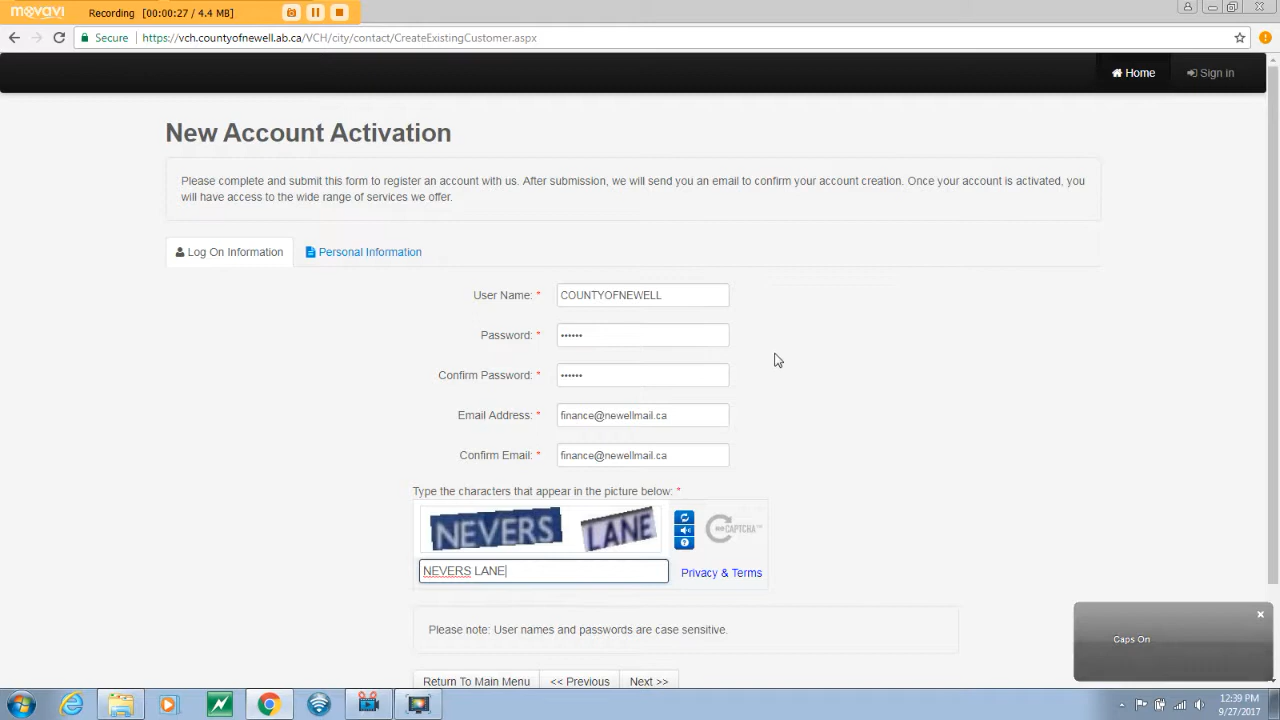 movavi Recording [00:00:27 / 4.4 MB]
Secure https://vch.countyofnewell.ab.ca/VCH/city/contact/CreateExistingCustomer.aspx
Home Sign in
New Account Activation
Please complete and submit this form to register an account with us. After submission, we will send you an email to confirm your account creation. Once your account is activated, you
will have access to the wide range of services we offer.
Log On Information Personal Information
User Name: * COUNTYOFNEWELL
Password: * ••••••
Confirm Password: * ••••••
Email Address: * finance@newellmail.ca
Confirm Email: * finance@newellmail.ca
Type the characters that appear in the picture below: *
NEVERS LANE
reCAPTCHA™
NEVERS LANE
Privacy & Terms
Please note: User names and passwords are case sensitive.
Caps On
Return To Main Menu << Previous Next >>
12:39 PM
9/27/2017